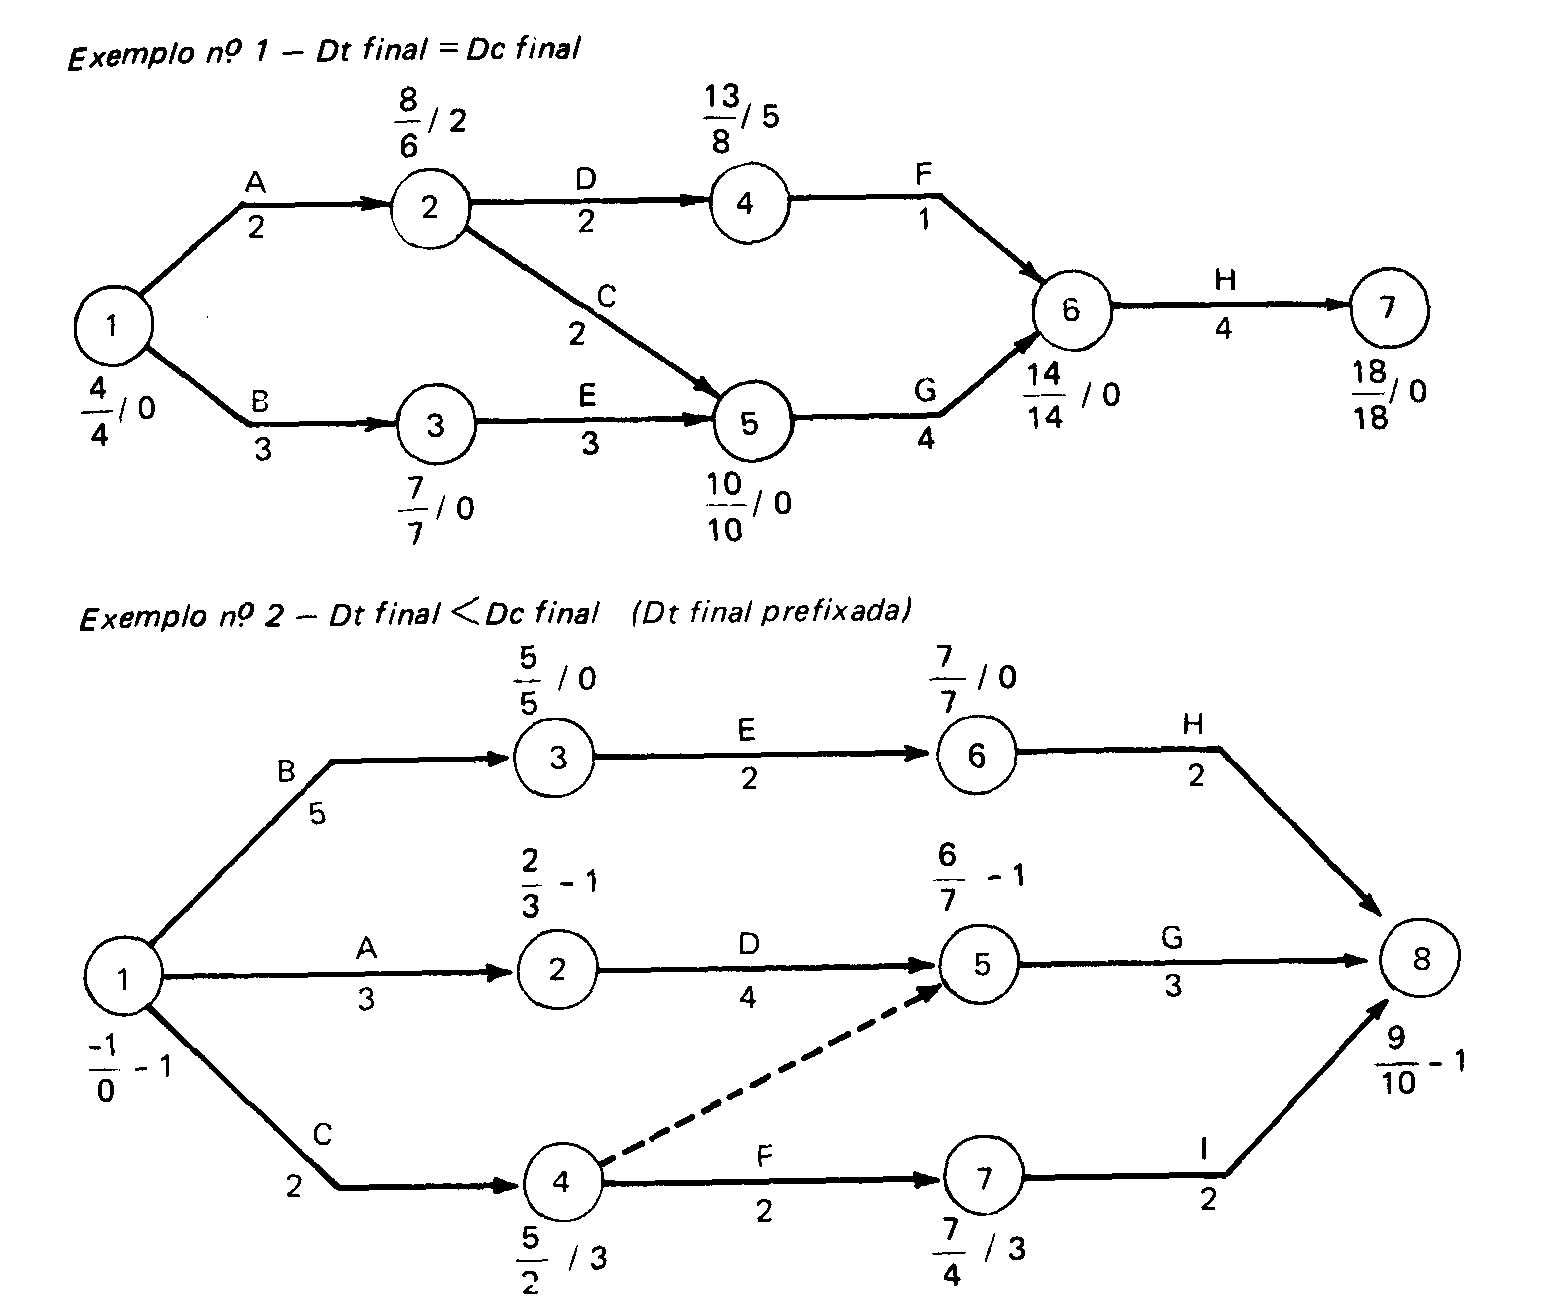 Exemplo nº 1 – Dt final = Dc final
8/6 / 2
13/8 / 5
A
2
2
D
2
4
F
1
C
2
1
6
H
4
7
4/4 / 0
B
3
3
E
3
5
G
4
14/14 / 0
18/18 / 0
7/7 / 0
10/10 / 0
Exemplo nº 2 – Dt final < Dc final (Dt final prefixada)
5/5 / 0
7/7 / 0
B
5
3
E
2
6
H
2
2/3 - 1
6/7 - 1
1
A
3
2
D
4
5
G
3
8
-1/0 - 1
9/10 - 1
C
2
4
F
2
7
I
2
5/2 / 3
7/4 / 3